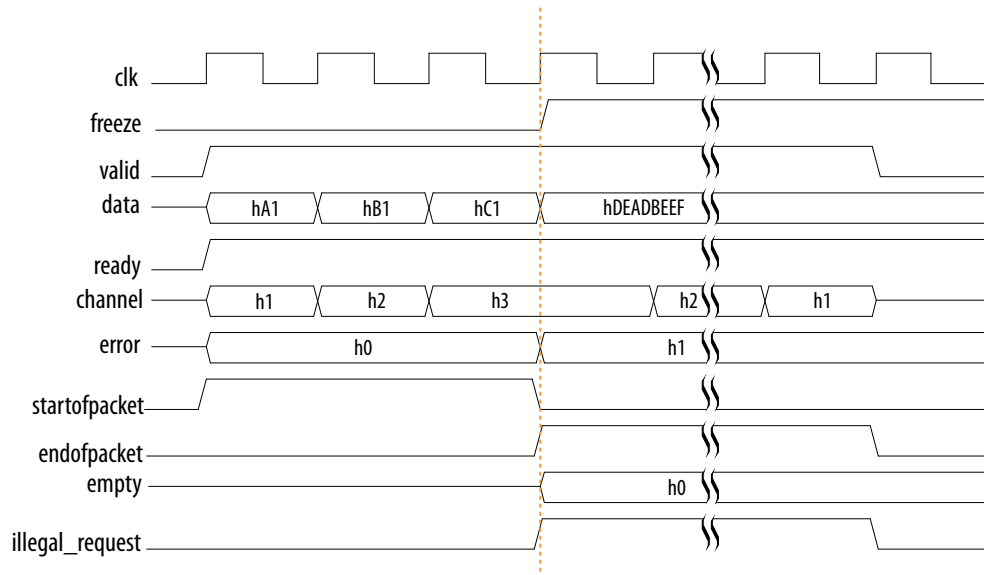 clk
freeze
valid
data hA1 hB1 hC1 hDEADBEEF
ready
channel h1 h2 h3 h2 h1
error h0 h1
startofpacket
endofpacket
empty h0
illegal_request